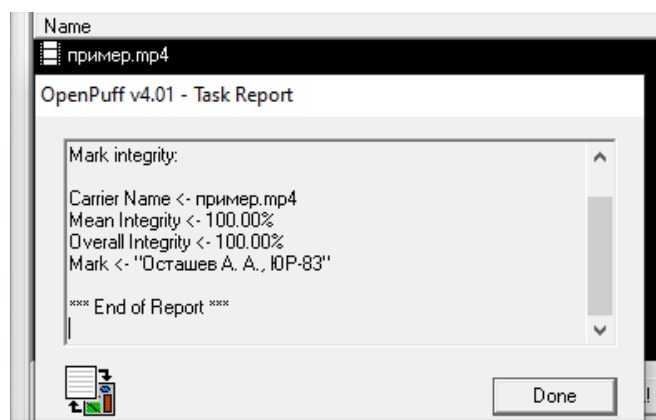 Name
пример.mp4
OpenPuff v4.01 - Task Report
Mark integrity:
Carrier Name <- пример.mp4
Mean Integrity <- 100.00%
Overall Integrity <- 100.00%
Mark <- "Осташев А. А., ЮР-83"
*** End of Report ***
Done
!